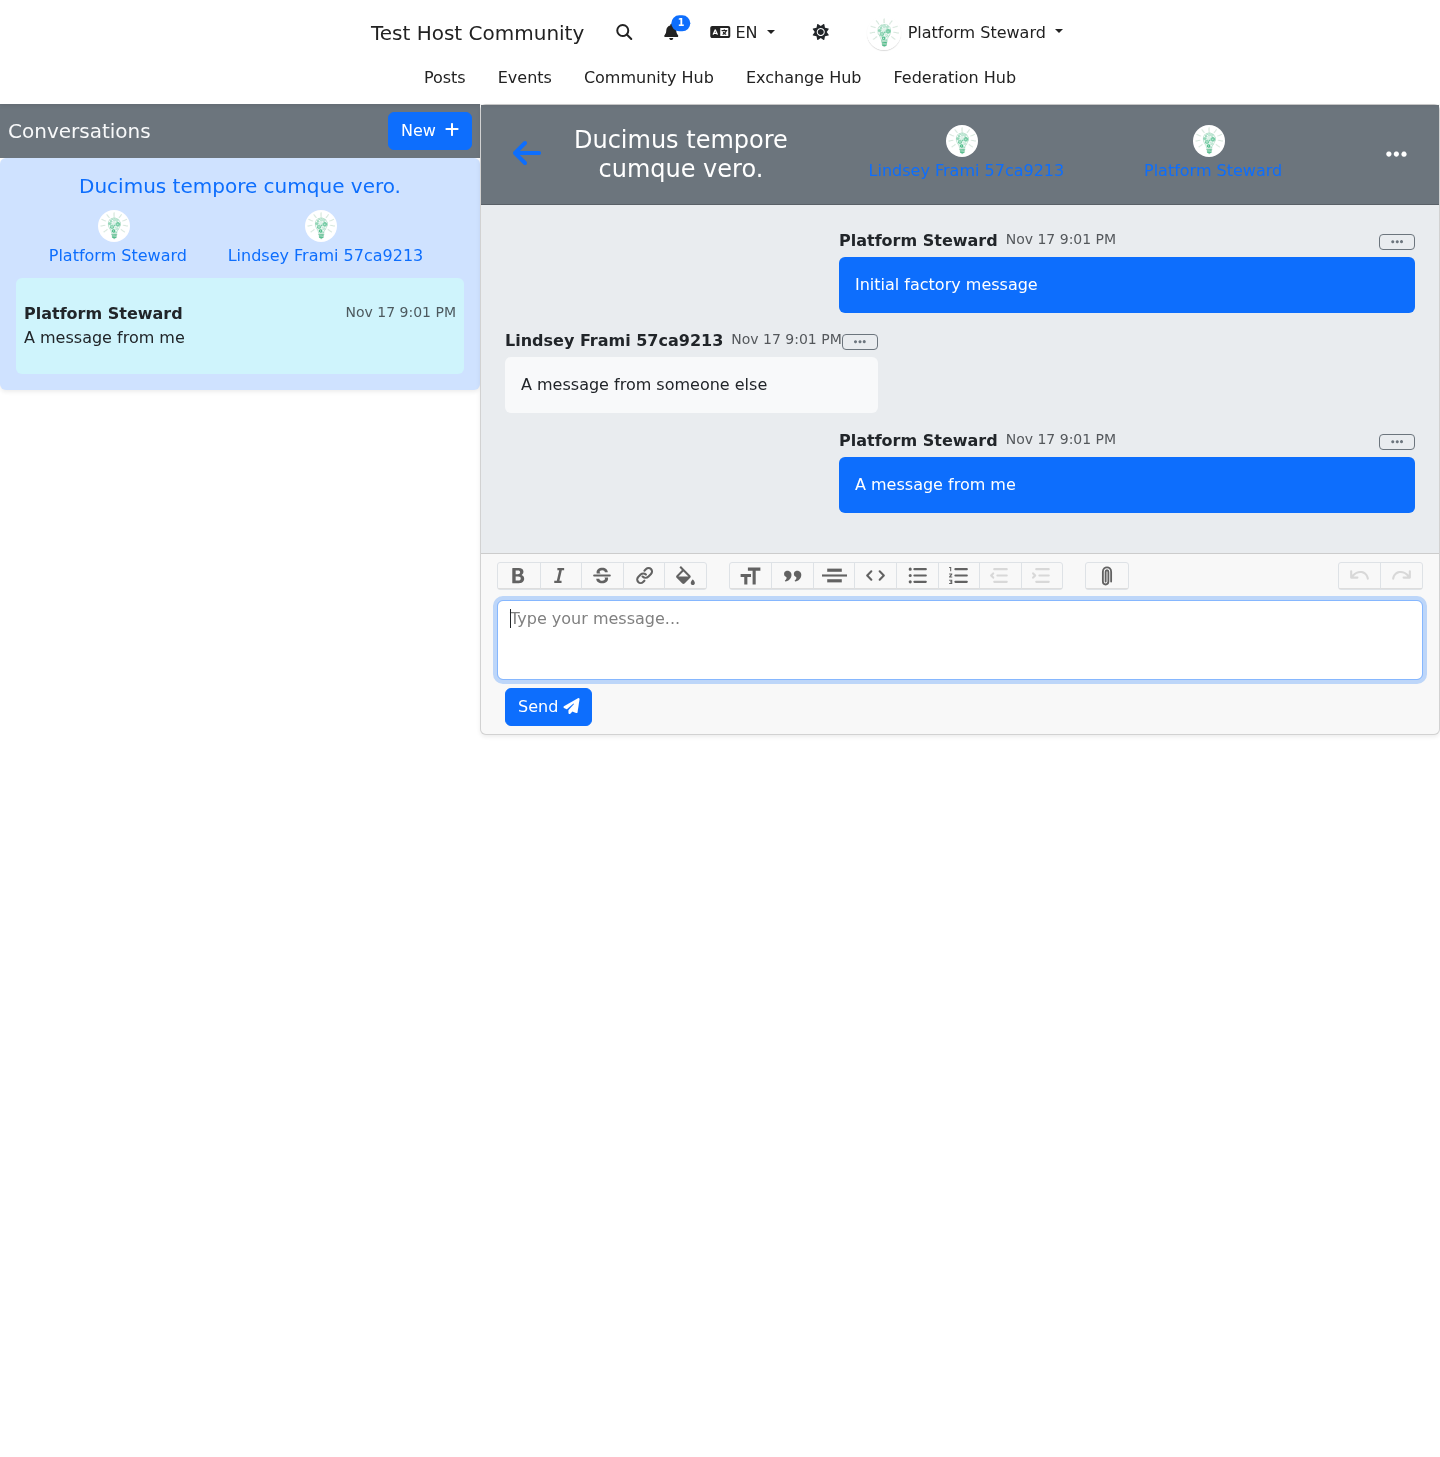 Test Host Community
1
EN
Platform Steward
Posts
Events
Community Hub
Exchange Hub
Federation Hub
Conversations
New
Ducimus tempore cumque vero.
Platform Steward
Lindsey Frami 57ca9213
Platform Steward
Nov 17 9:01 PM
A message from me
Ducimus tempore
cumque vero.
Lindsey Frami 57ca9213
Platform Steward
Platform Steward Nov 17 9:01 PM
Initial factory message
Lindsey Frami 57ca9213 Nov 17 9:01 PM
A message from someone else
Platform Steward Nov 17 9:01 PM
A message from me
Type your message...
Send